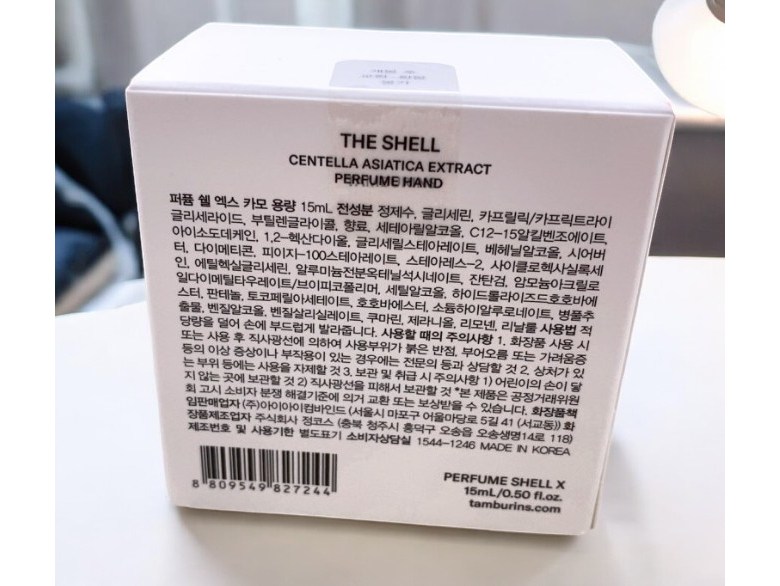 THE SHELL
CENTELLA ASIATICA EXTRACT
PERFUME HAND
퍼퓸 쉘 엑스 카모 용량 15mL 전성분 정제수, 글리세린, 카프릴릭/카프릭트라이
글리세라이드, 부틸렌글라이콜, 향료, 세테아릴알코올, C12-15알킬벤조에이트,
아이소도데케인, 1,2-헥산다이올, 글리세릴스테아레이트, 베헤닐알코올, 시어버
터, 다이메티콘, 피이지-100스테아레이트, 스테아레스-2, 사이클로헥사실록세
인, 에틸헥실글리세린, 알루미늄전분옥테닐석시네이트, 잔탄검, 암모늄아크릴로
일다이메틸타우레이트/브이피코폴리머, 세틸알코올, 하이드롤라이즈드호호바에
스터, 판테놀, 토코페릴아세테이트, 호호바에스터, 소듐하이알루로네이트, 병풀추
출물, 벤질알코올, 벤질살리실레이트, 쿠마린, 제라니올, 리모넨, 리날룰 사용법 적
당량을 덜어 손에 부드럽게 발라줍니다. 사용할 때의 주의사항 1. 화장품 사용 시
또는 사용 후 직사광선에 의하여 사용부위가 붉은 반점, 부어오름 또는 가려움증
등의 이상 증상이나 부작용이 있는 경우에는 전문의 등과 상담할 것 2. 상처가 있
는 부위 등에는 사용을 자제할 것 3. 보관 및 취급 시 주의사항 1) 어린이의 손이 닿
지 않는 곳에 보관할 것 2) 직사광선을 피해서 보관할 것 *본 제품은 공정거래위원
회 고시 소비자 분쟁 해결기준에 의거 교환 또는 보상받을 수 있습니다. 화장품책
임판매업자 (주)아이아이컴바인드 (서울시 마포구 어울마당로 5길 41 (서교동)) 화
장품제조업자 주식회사 정코스 (충북 청주시 흥덕구 오송읍 오송생명14로 118)
제조번호 및 사용기한 별도표기 소비자상담실 1544-1246 MADE IN KOREA
8 809549 827244
PERFUME SHELL X
15mL/0.50 fl.oz.
tamburins.com